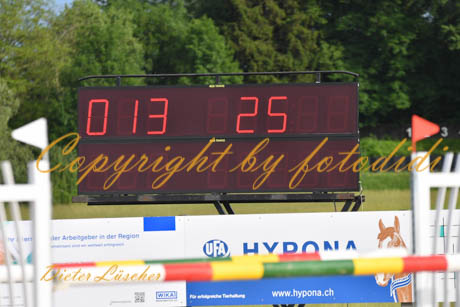 013 25
Copyright by fotodidi
Arbeitgeber in der Region
UFA HYPONA
Dieter Lüscher
WIKA
Für erfolgreiche Tierhaltung www.hypona.ch